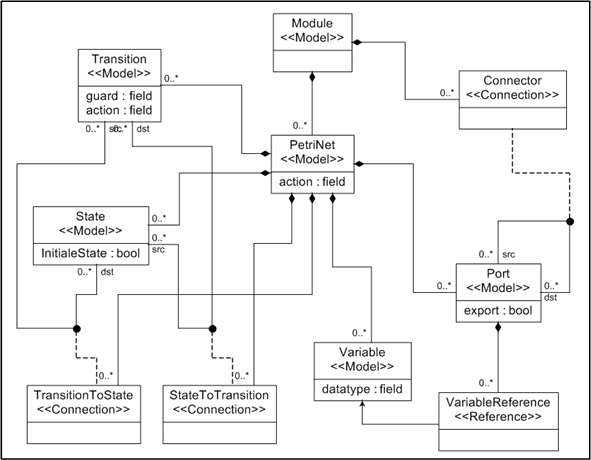 Module
<<Model>>
Transition
<<Model>>
guard : field
action : field
0..*
0..*
src
0..*
dst
0..*
Connector
<<Connection>>
0..*
PetriNet
<<Model>>
action : field
State
<<Model>>
InitialeState : bool
0..*
0..*
src
0..*
dst
0..*
src
Port
<<Model>>
export : bool
0..*
0..*
dst
Variable
<<Model>>
datatype : field
0..*
TransitionToState
<<Connection>>
0..*
StateToTransition
<<Connection>>
0..*
VariableReference
<<Reference>>
0..*